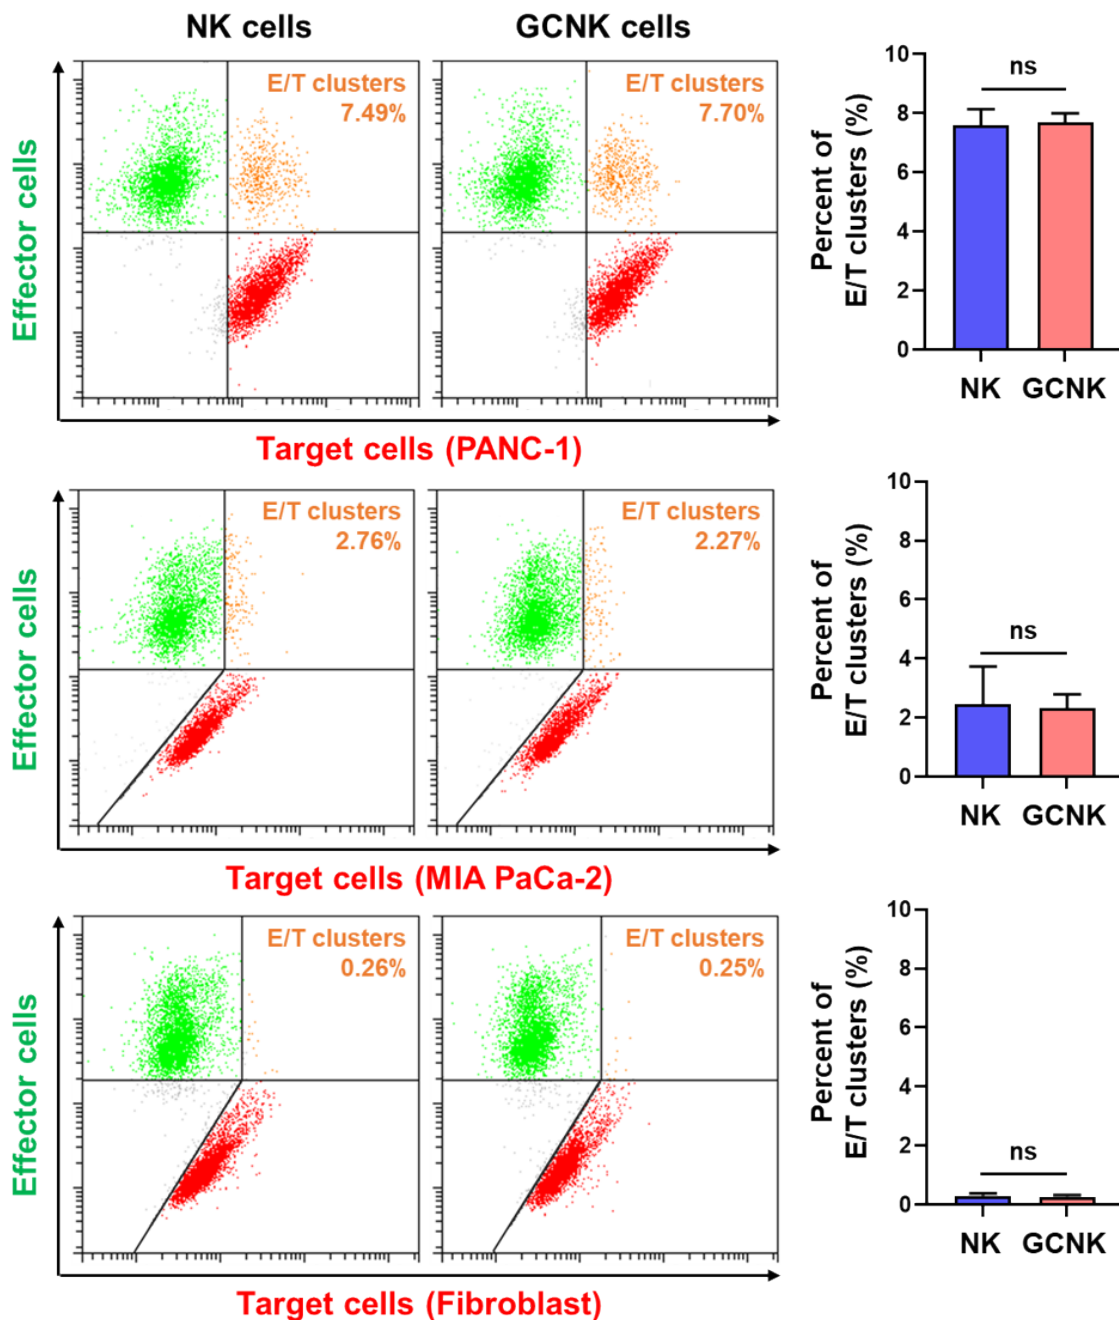 NK cells
GCNK cells
Effector cells
E/T clusters
7.49%
E/T clusters
7.70%
Target cells (PANC-1)
Percent of
E/T clusters (%)
10
8
6
4
2
0
ns
NK
GCNK
Effector cells
E/T clusters
2.76%
E/T clusters
2.27%
Target cells (MIA PaCa-2)
Percent of
E/T clusters (%)
10
8
6
4
2
0
ns
NK
GCNK
Effector cells
E/T clusters
0.26%
E/T clusters
0.25%
Target cells (Fibroblast)
Percent of
E/T clusters (%)
10
8
6
4
2
0
ns
NK
GCNK